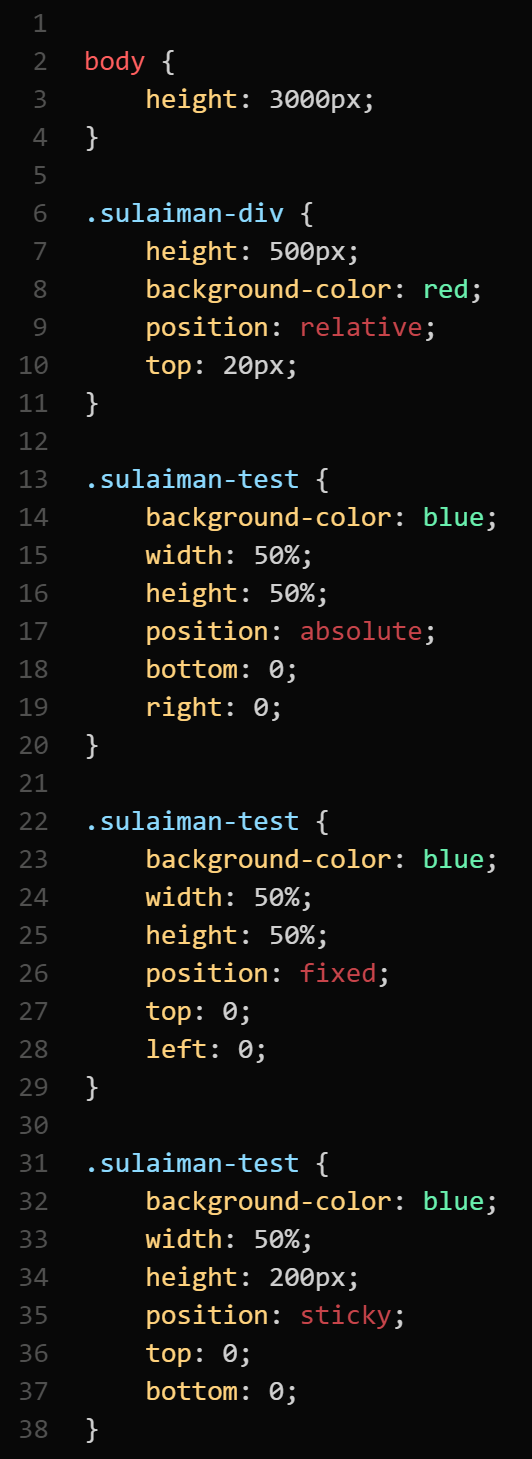 1
2 body {
3     height: 3000px;
4 }
5
6 .sulaiman-div {
7     height: 500px;
8     background-color: red;
9     position: relative;
10     top: 20px;
11 }
12
13 .sulaiman-test {
14     background-color: blue;
15     width: 50%;
16     height: 50%;
17     position: absolute;
18     bottom: 0;
19     right: 0;
20 }
21
22 .sulaiman-test {
23     background-color: blue;
24     width: 50%;
25     height: 50%;
26     position: fixed;
27     top: 0;
28     left: 0;
29 }
30
31 .sulaiman-test {
32     background-color: blue;
33     width: 50%;
34     height: 200px;
35     position: sticky;
36     top: 0;
37     bottom: 0;
38 }